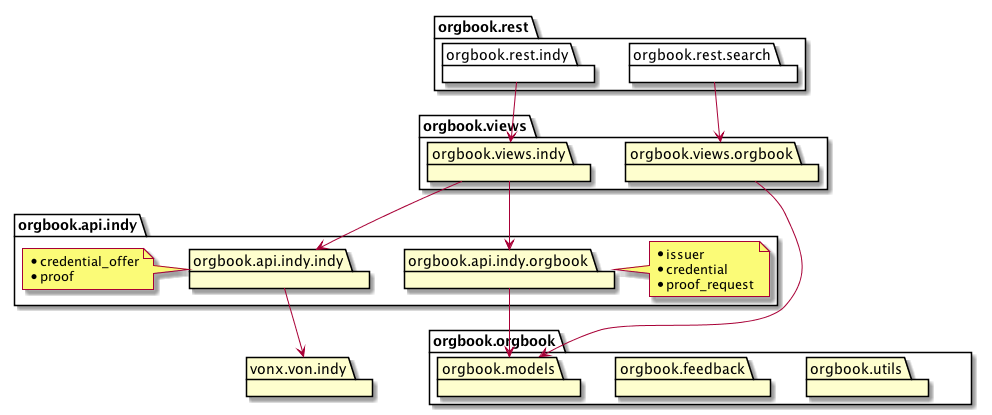 orgbook.rest
orgbook.rest.indy
orgbook.rest.search
orgbook.views
orgbook.views.indy
orgbook.views.orgbook
orgbook.api.indy
• credential_offer
• proof
orgbook.api.indy.indy
orgbook.api.indy.orgbook
• issuer
• credential
• proof_request
orgbook.orgbook
vonx.von.indy
orgbook.models
orgbook.feedback
orgbook.utils